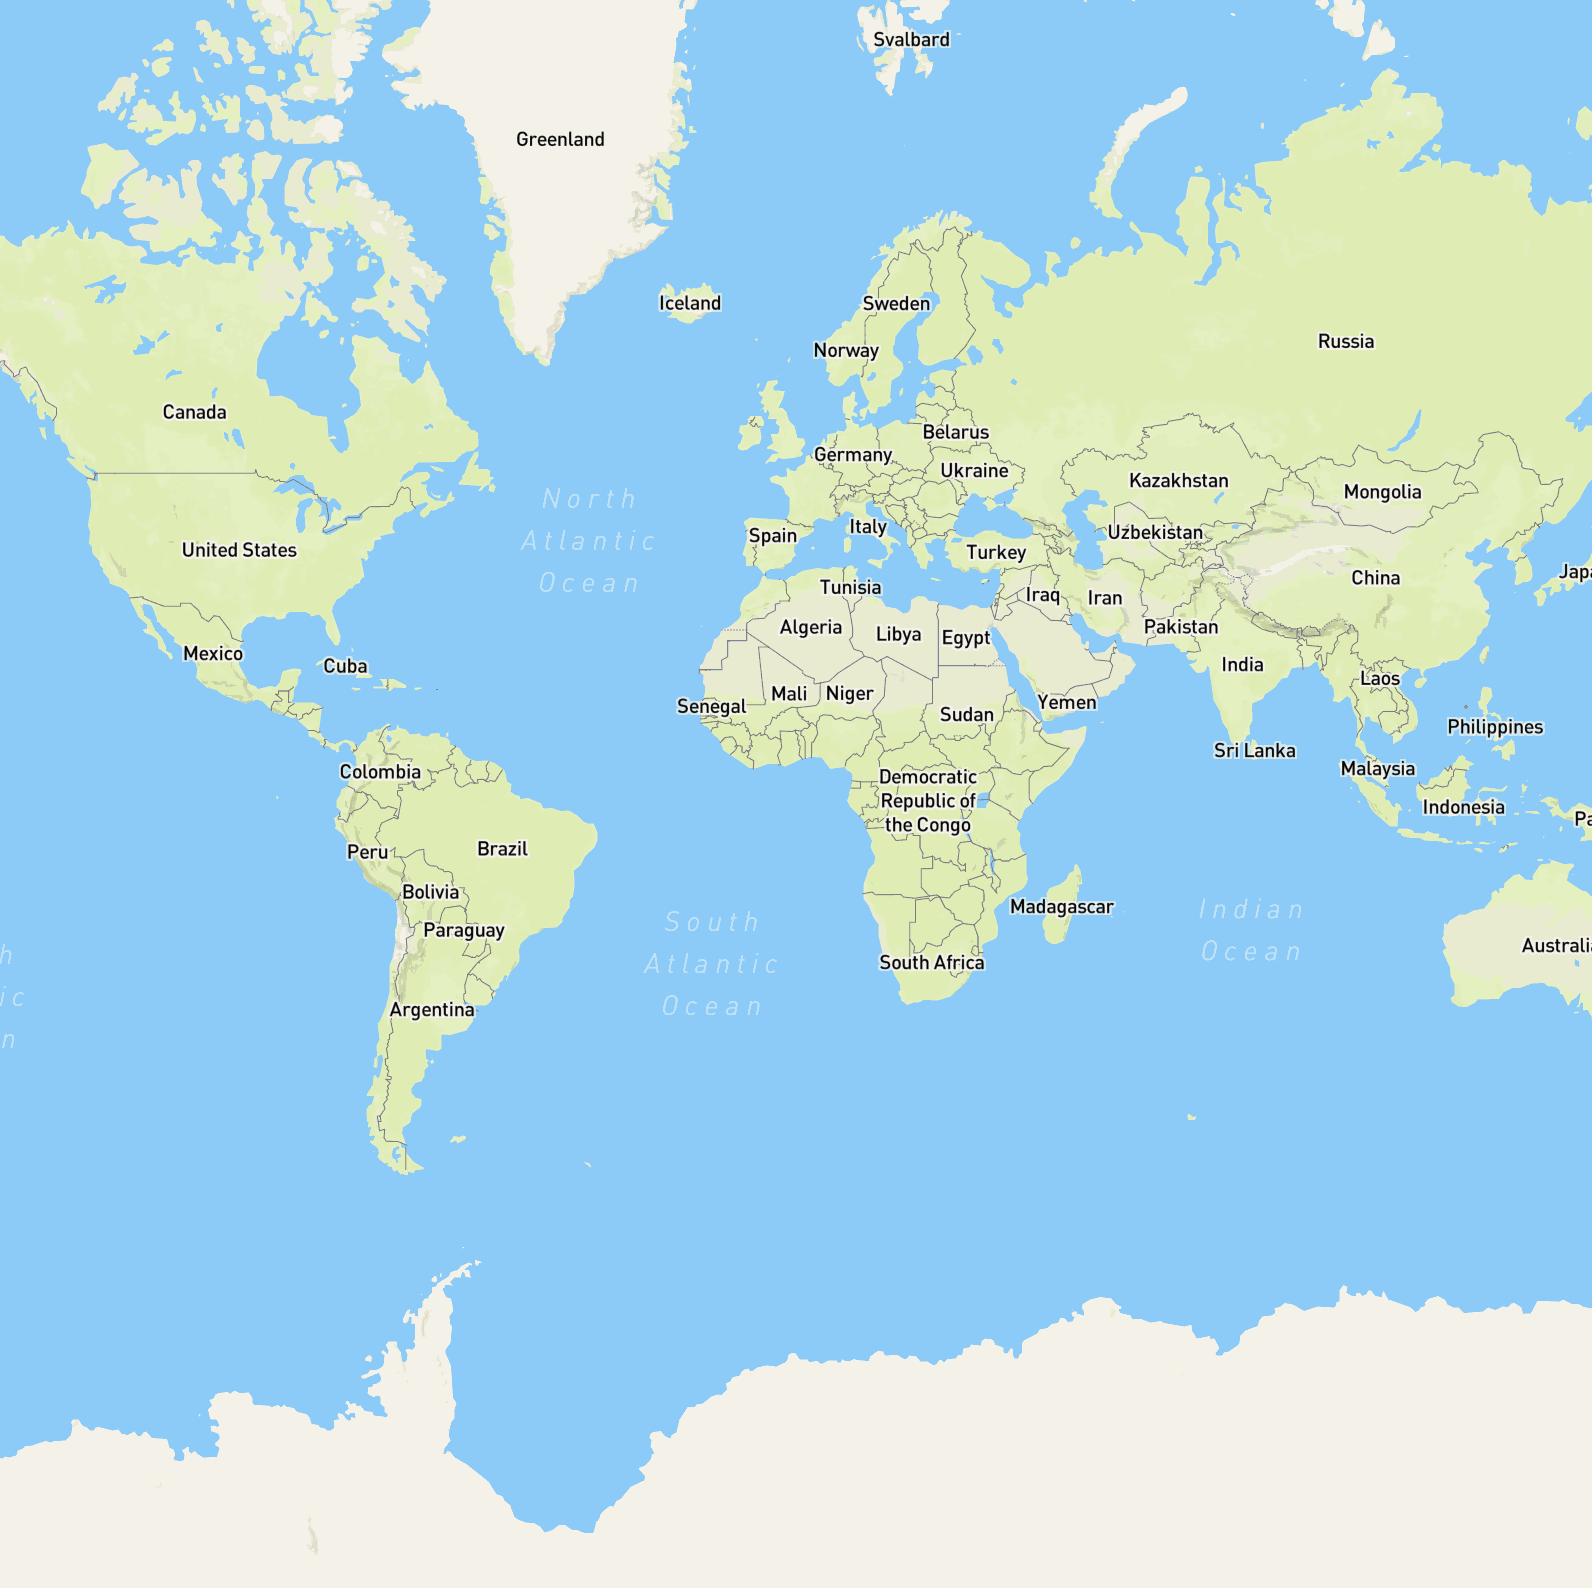 Svalbard
Greenland
Iceland
Sweden
Norway
Russia
Canada
Belarus
Germany
Ukraine
Kazakhstan
Mongolia
North
Atlantic
Ocean
Spain
Italy
Turkey
Uzbekistan
United States
China
Japa
Tunisia
Iraq
Iran
Algeria
Libya
Egypt
Pakistan
India
Mexico
Cuba
Laos
Senegal
Mali
Niger
Sudan
Yemen
Philippines
Sri Lanka
Colombia
Democratic
Republic of
the Congo
Malaysia
Indonesia
Pa
Brazil
Peru
Bolivia
Paraguay
Madagascar
South
Atlantic
Ocean
Indian
Ocean
Australia
South Africa
Argentina
h
ic
n